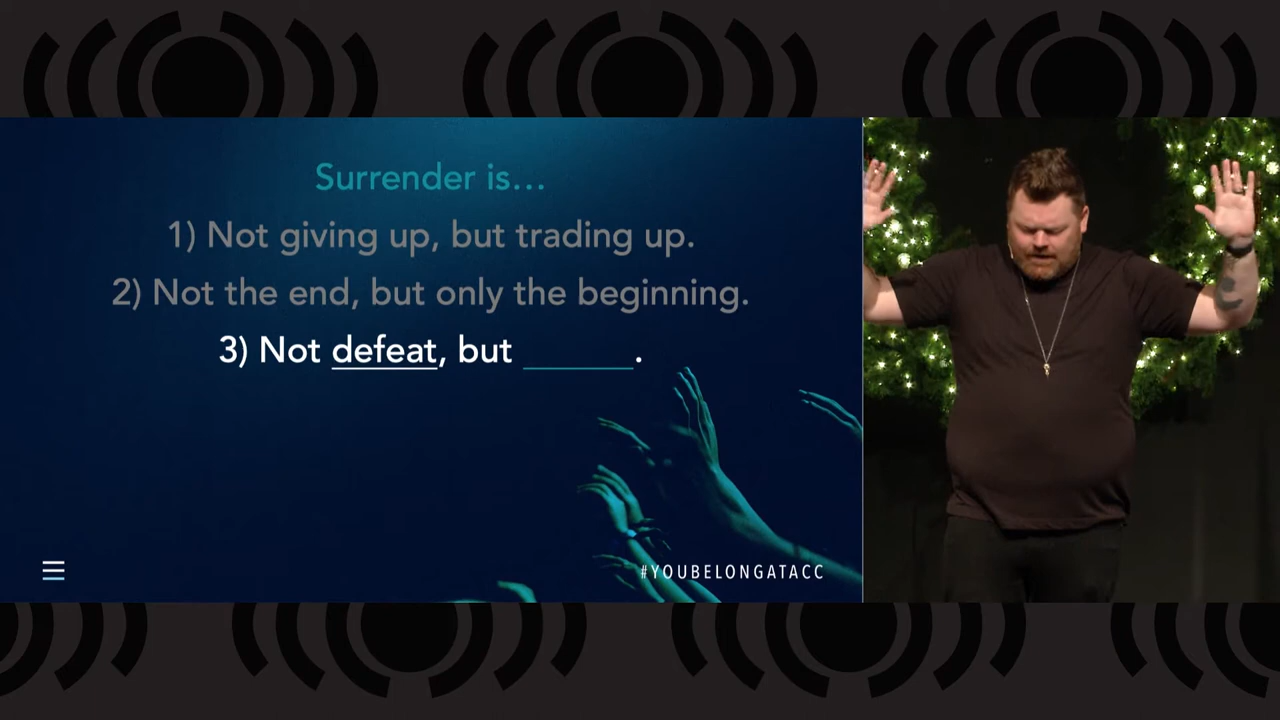 Surrender is...
1) Not giving up, but trading up.
2) Not the end, but only the beginning.
3) Not defeat, but ______.
#YOUBELONGATACC